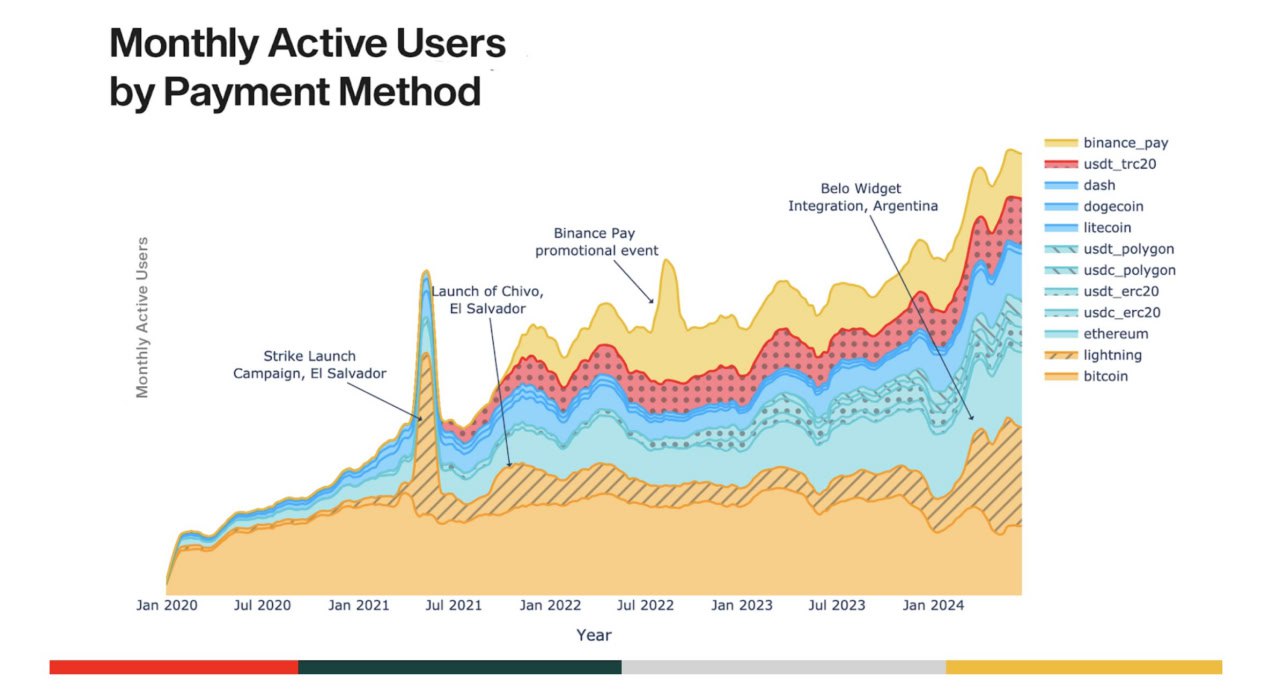 Monthly Active Users
by Payment Method
binance_pay
usdt_trc20
dash
dogecoin
litecoin
usdt_polygon
usdc_polygon
usdt_erc20
usdc_erc20
ethereum
lightning
bitcoin
Belo Widget
Integration, Argentina
Binance Pay
promotional event
Launch of Chivo,
El Salvador
Strike Launch
Campaign, El Salvador
Monthly Active Users
Jan 2020
Jul 2020
Jan 2021
Jul 2021
Jan 2022
Jul 2022
Jan 2023
Jul 2023
Jan 2024
Year